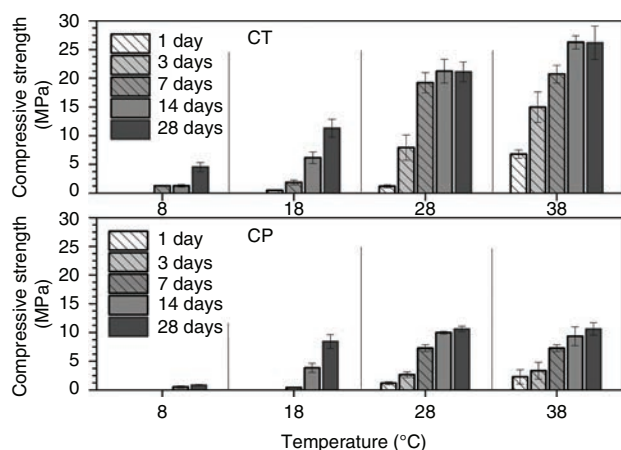 Compressive strength
(MPa)
30
25
20
15
10
5
0
CT
1 day
3 days
7 days
14 days
28 days
8
18
28
38
Compressive strength
(MPa)
30
25
20
15
10
5
0
CP
1 day
3 days
7 days
14 days
28 days
8
18
28
38
Temperature (°C)